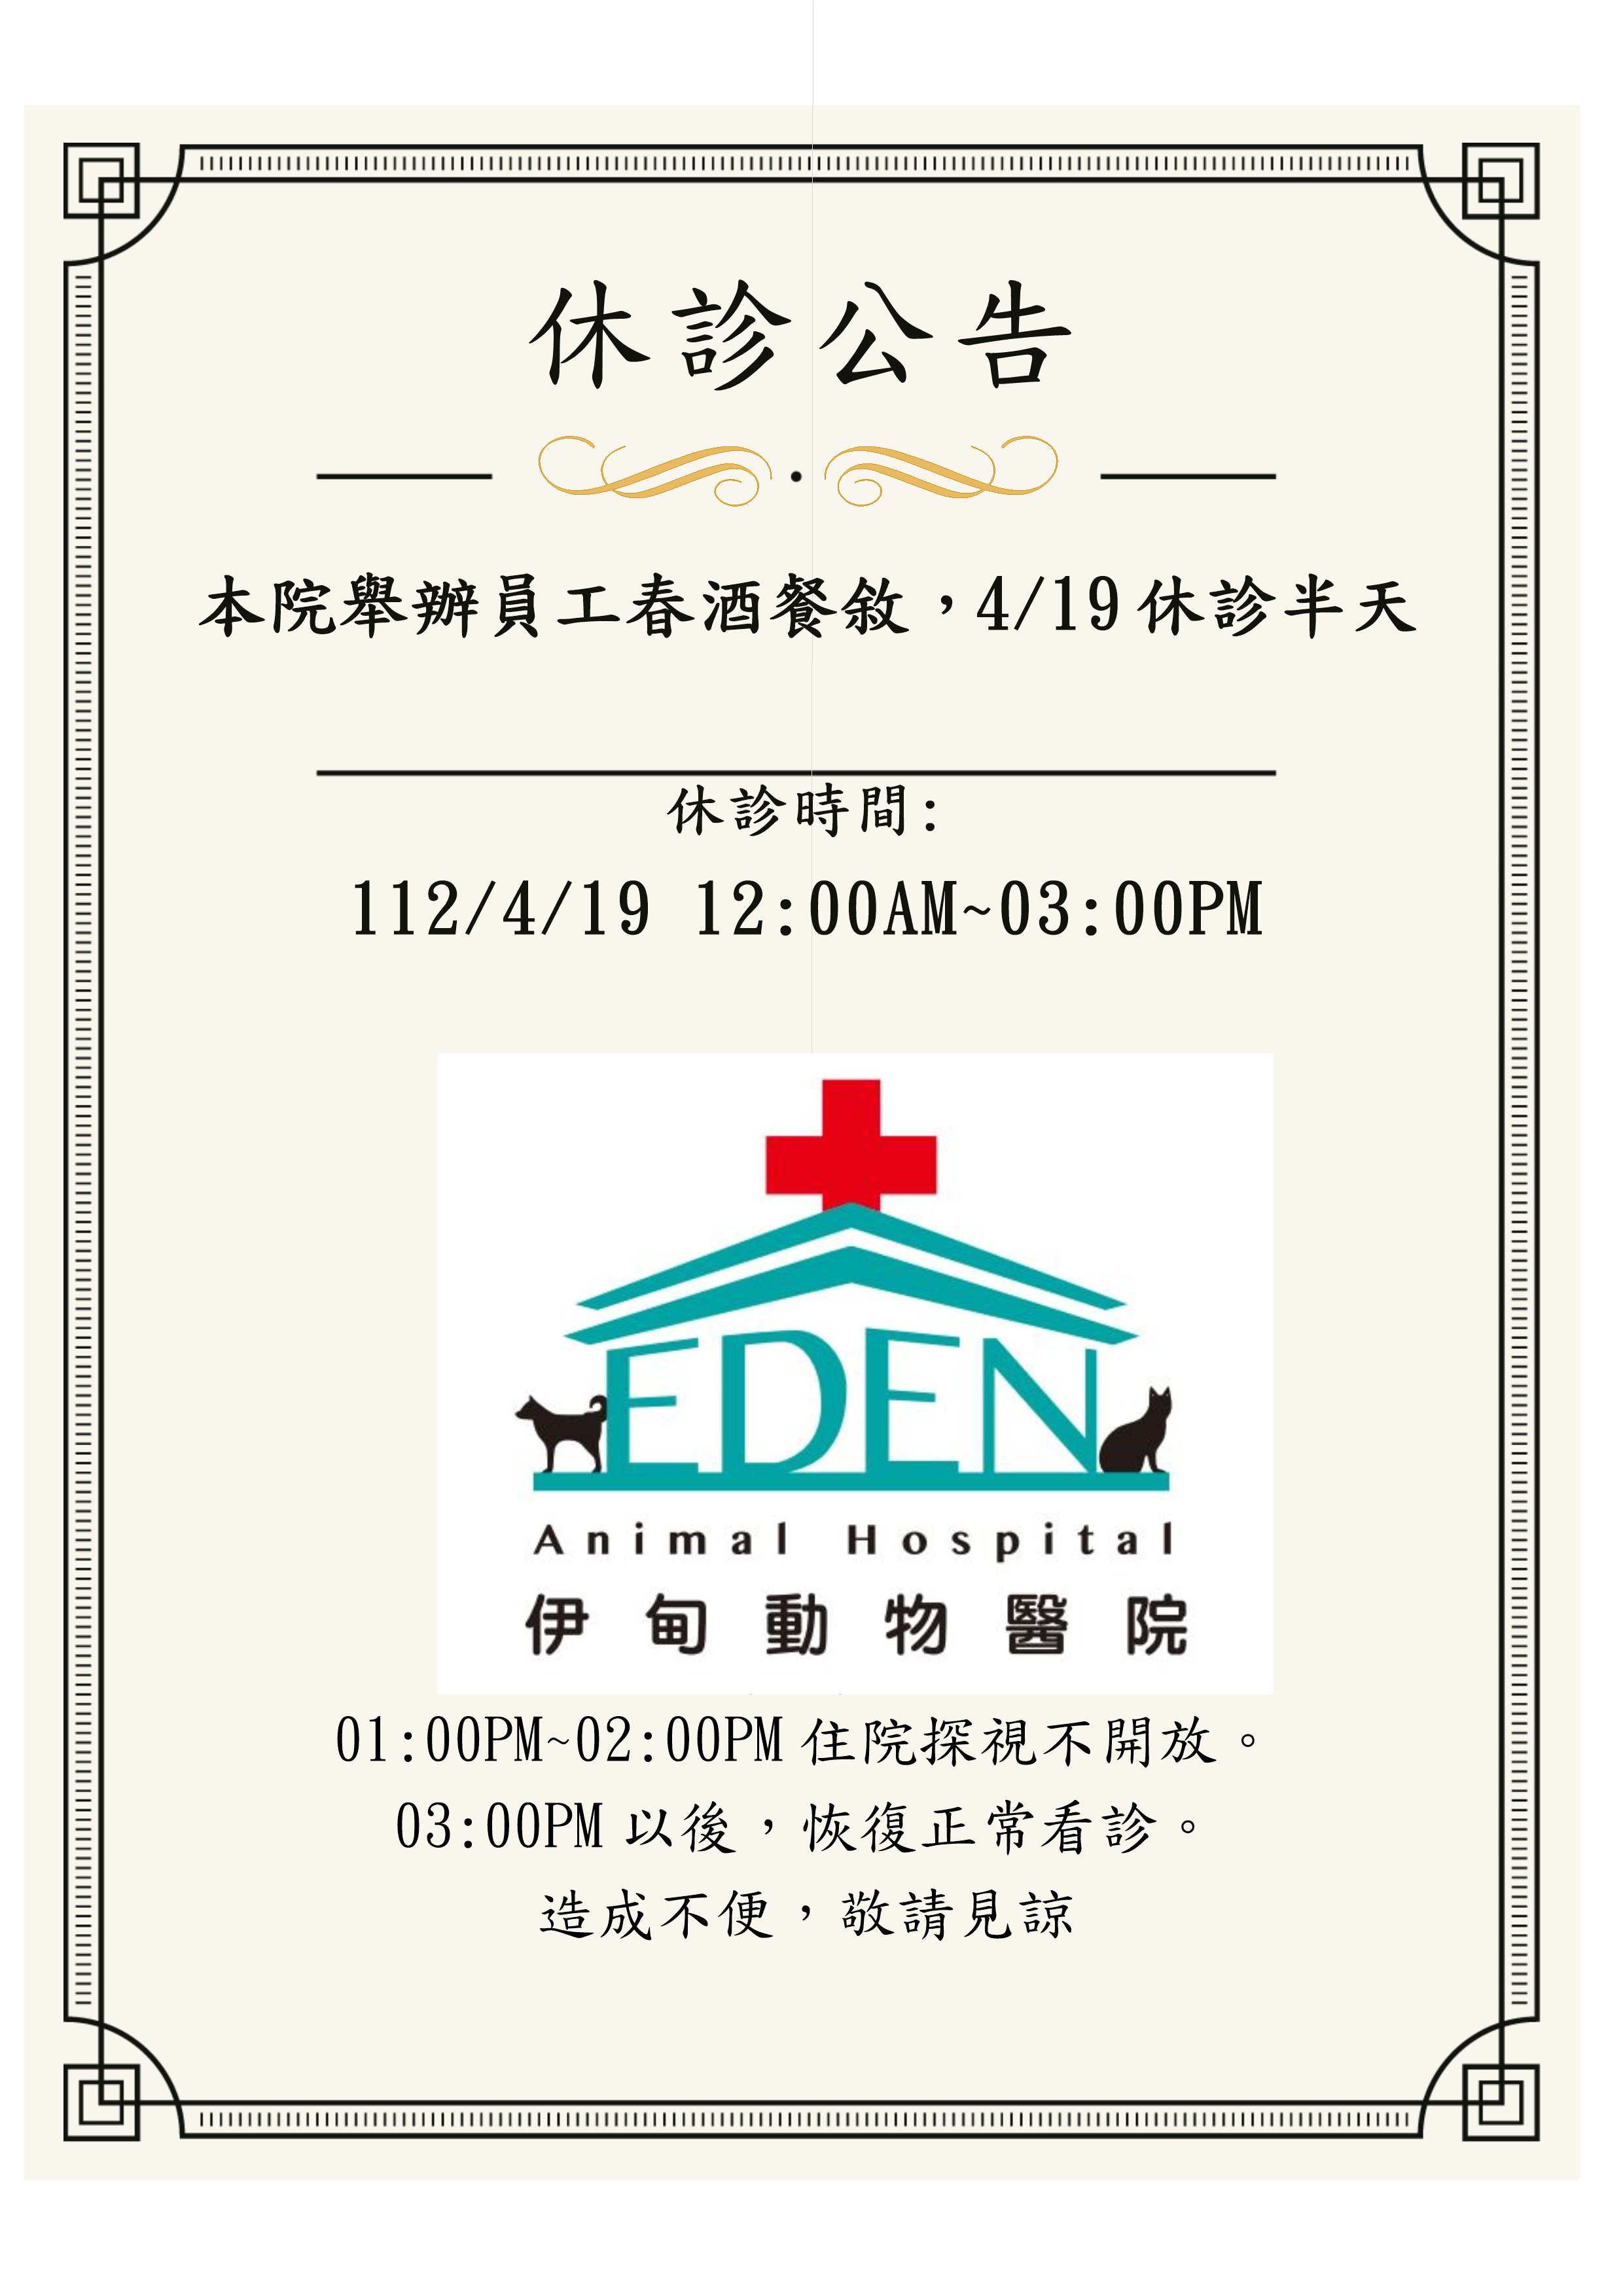 休診公告
本院舉辦員工春酒餐敘，4/19休診半天
休診時間:
112/4/19 12:00AM~03:00PM
EDEN
Animal Hospital
伊甸動物醫院
01:00PM~02:00PM 住院探視不開放。
03:00PM 以後，恢復正常看診。
造成不便，敬請見諒